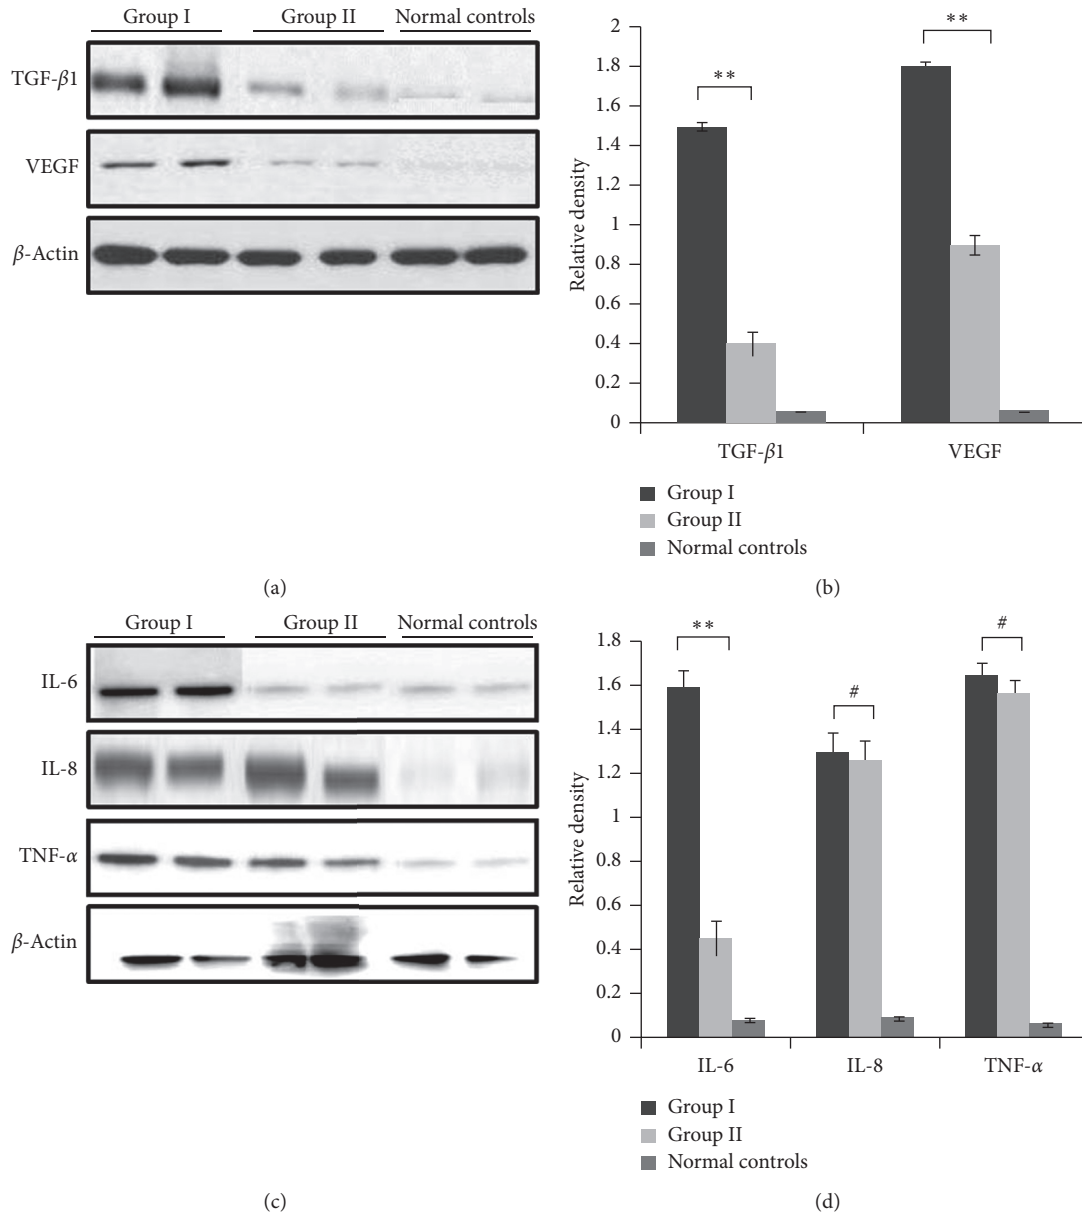 Group I Group II Normal controls
TGF-β1
VEGF
β-Actin
(a)
Relative density
2
1.8
1.6
1.4
1.2
1
0.8
0.6
0.4
0.2
0
**
**
TGF-β1 VEGF
Group I
Group II
Normal controls
(b)
Group I Group II Normal controls
IL-6
IL-8
TNF-α
β-Actin
(c)
Relative density
1.8
1.6
1.4
1.2
1
0.8
0.6
0.4
0.2
0
**
#
#
IL-6 IL-8 TNF-α
Group I
Group II
Normal controls
(d)